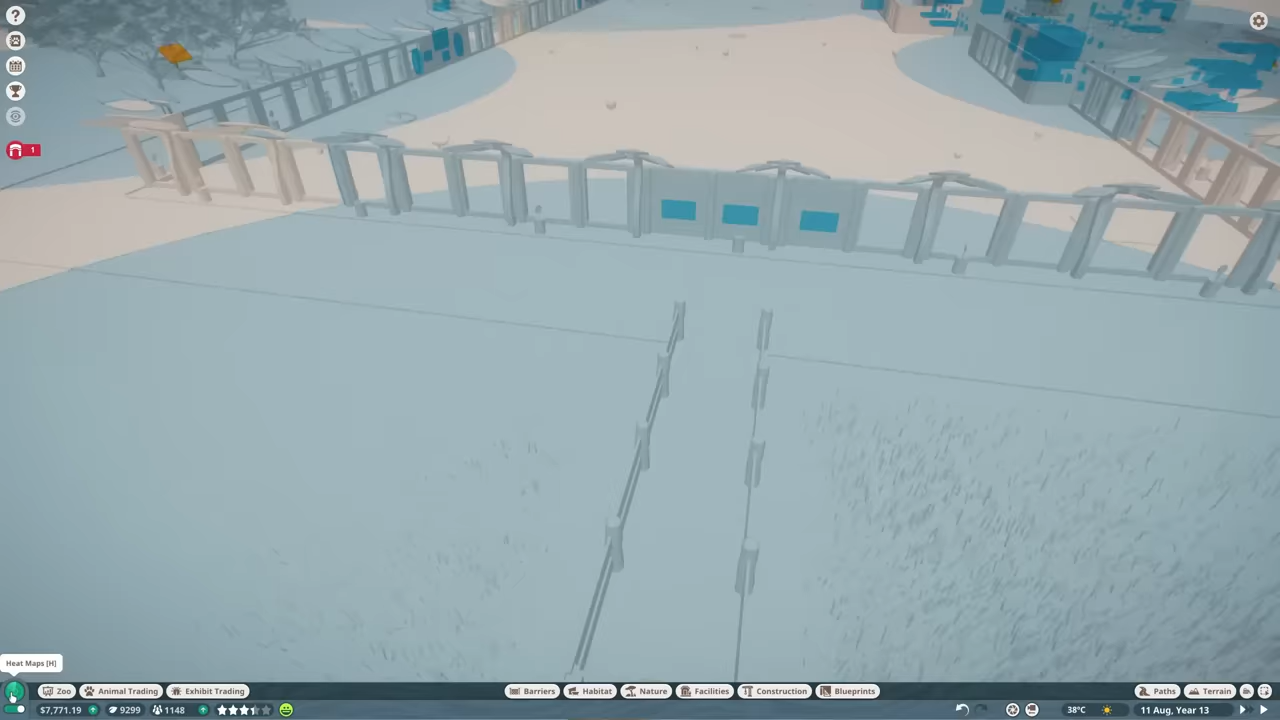 ?
1
Heat Maps [H]
Zoo
Animal Trading
Exhibit Trading
Barriers
Habitat
Nature
Facilities
Construction
Blueprints
Paths
Terrain
$7,771.19
9299
1148
38°C
11 Aug, Year 13